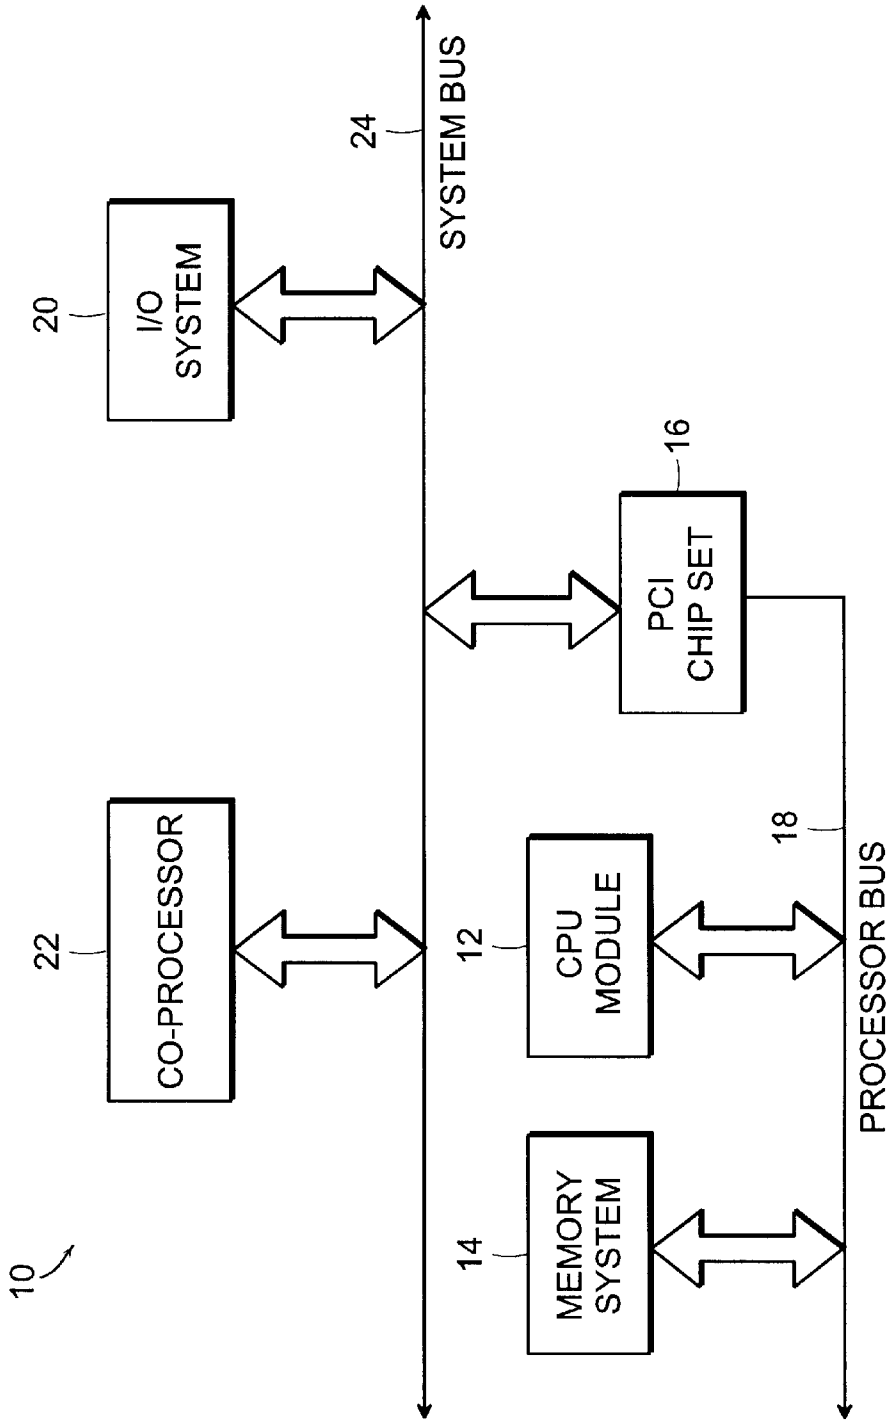 10
22
CO-PROCESSOR
20
I/O
SYSTEM
24
SYSTEM BUS
14
MEMORY
SYSTEM
12
CPU
MODULE
16
PCI
CHIP SET
18
PROCESSOR BUS